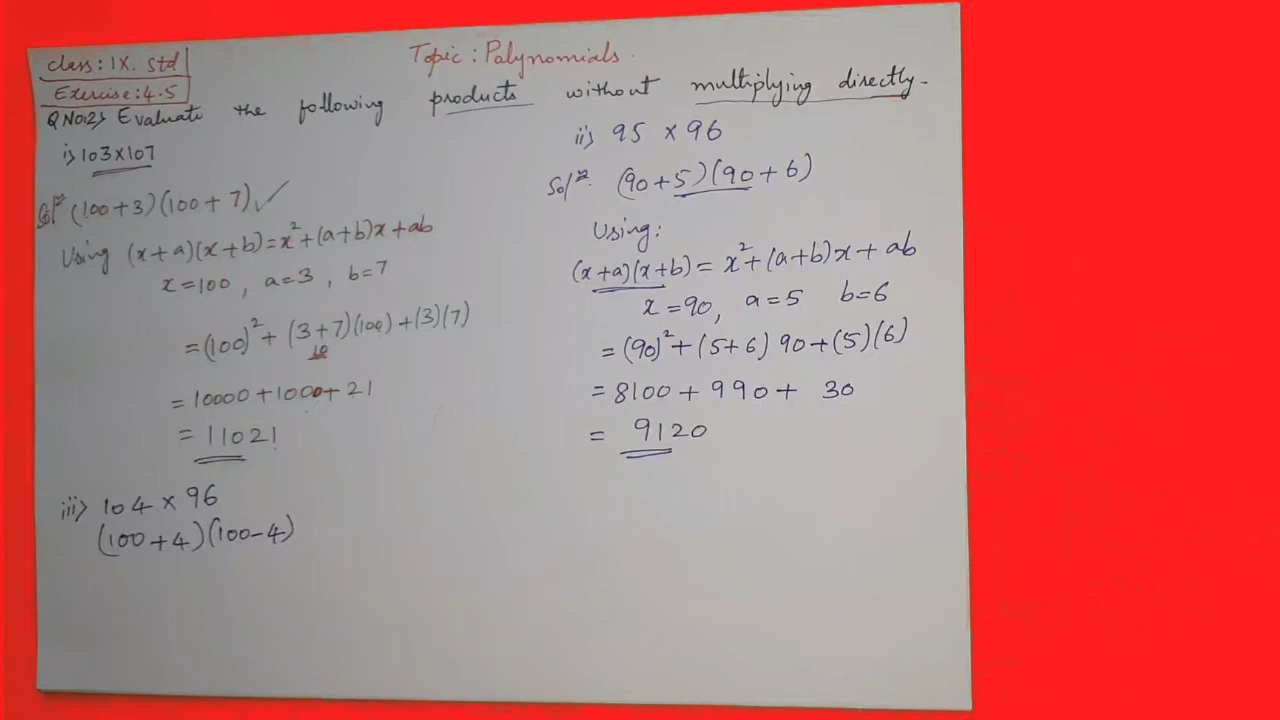 class: IX. std
Topic: Polynomials.
Exercise: 4.5
Q NO:2) Evaluate the following products without multiplying directly.
i) 103 x 107
Sol: (100+3)(100+7) ✓
Using (x+a)(x+b)=x²+(a+b)x+ab
x=100, a=3, b=7
=(100)²+(3+7)(100)+(3)(7)
10
=10000+1000+21
=11021
ii) 95 x 96
Sol: (90+5)(90+6)
Using:
(x+a)(x+b)=x²+(a+b)x+ab
x=90, a=5 b=6
=(90)²+(5+6)90+(5)(6)
=8100+990+30
= 9120
iii) 104 x 96
(100+4)(100-4)